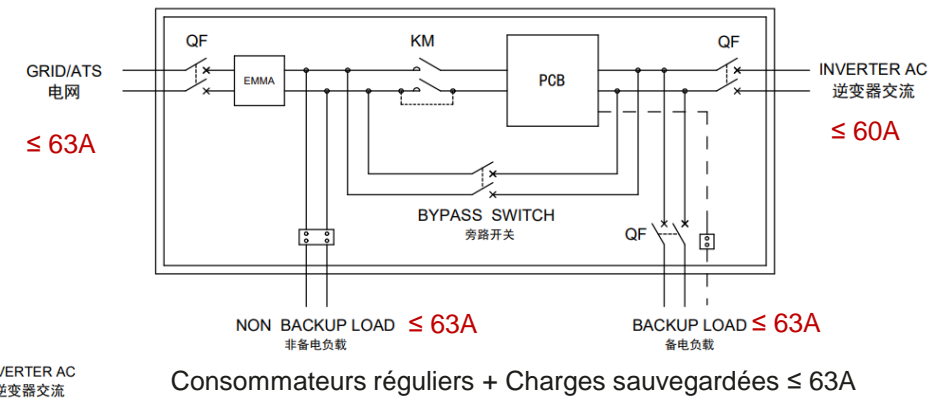 QF
KM
QF
GRID/ATS
电网
EMMA
PCB
INVERTER AC
逆变器交流
≤ 63A
≤ 60A
BYPASS SWITCH
旁路开关
QF
NON BACKUP LOAD ≤ 63A
非备电负载
BACKUP LOAD ≤ 63A
备电负载
VERTER AC
逆变器交流
Consommateurs réguliers + Charges sauvegardées ≤ 63A